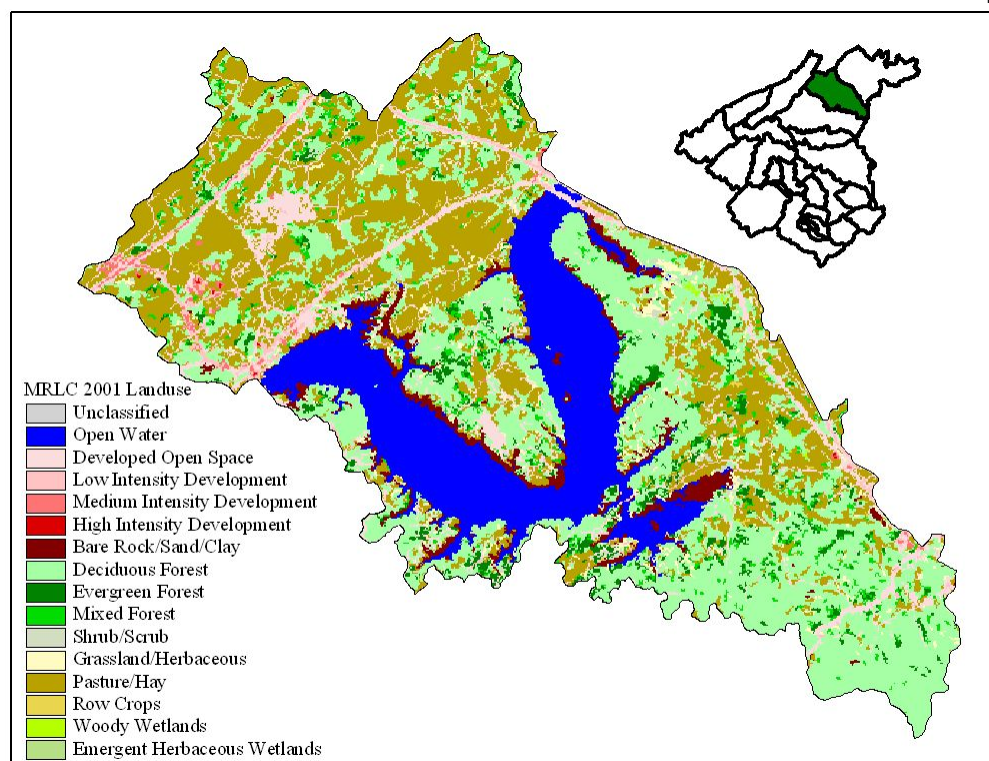 MRLC 2001 Landuse
Unclassified
Open Water
Developed Open Space
Low Intensity Development
Medium Intensity Development
High Intensity Development
Bare Rock/Sand/Clay
Deciduous Forest
Evergreen Forest
Mixed Forest
Shrub/Scrub
Grassland/Herbaceous
Pasture/Hay
Row Crops
Woody Wetlands
Emergent Herbaceous Wetlands